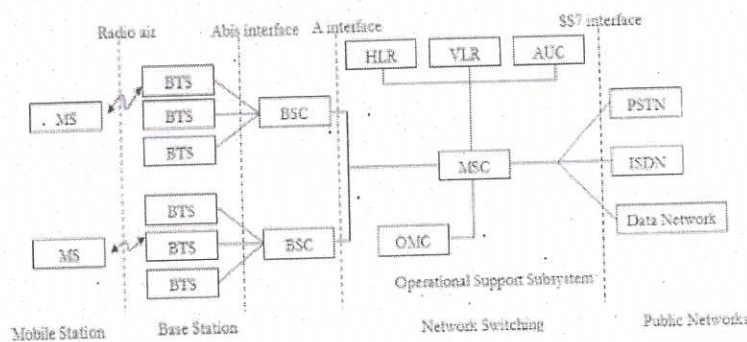 Radio air Abis interface A interface SS7 interface
HLR VLR AUC
BTS
MS BTS BSC PSTN
BTS
MSC ISDN
BTS
MS BTS BSC OMC Data Network
BTS
Operational Support Subsystem
Mobile Station Base Station Network Switching Public Networks